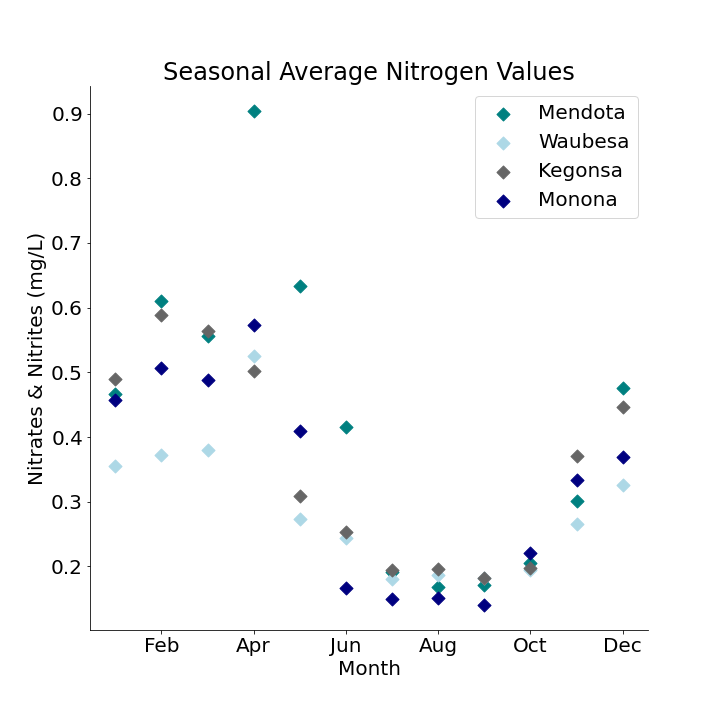 Seasonal Average Nitrogen Values
Mendota
Waubesa
Kegonsa
Monona
Nitrates & Nitrites (mg/L)
0.9
0.8
0.7
0.6
0.5
0.4
0.3
0.2
Feb Apr Jun Aug Oct Dec
Month